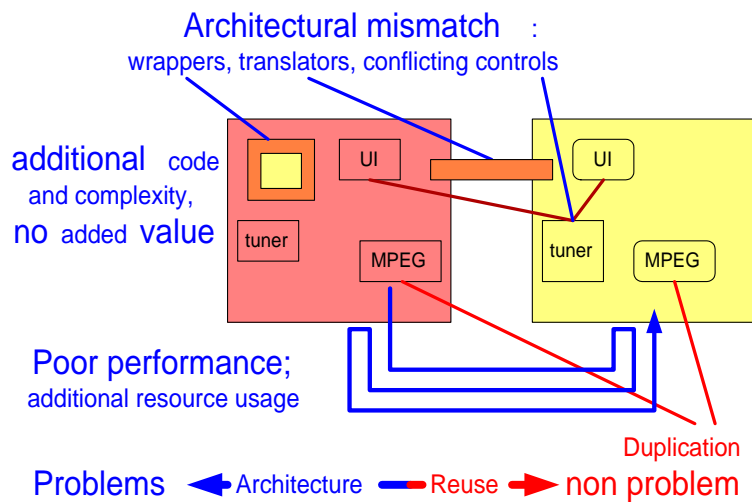 Architectural mismatch :
wrappers, translators, conflicting controls
additional code
and complexity,
no added value
UI
UI
tuner
tuner
MPEG
MPEG
Poor performance;
additional resource usage
Duplication
Problems Architecture Reuse non problem